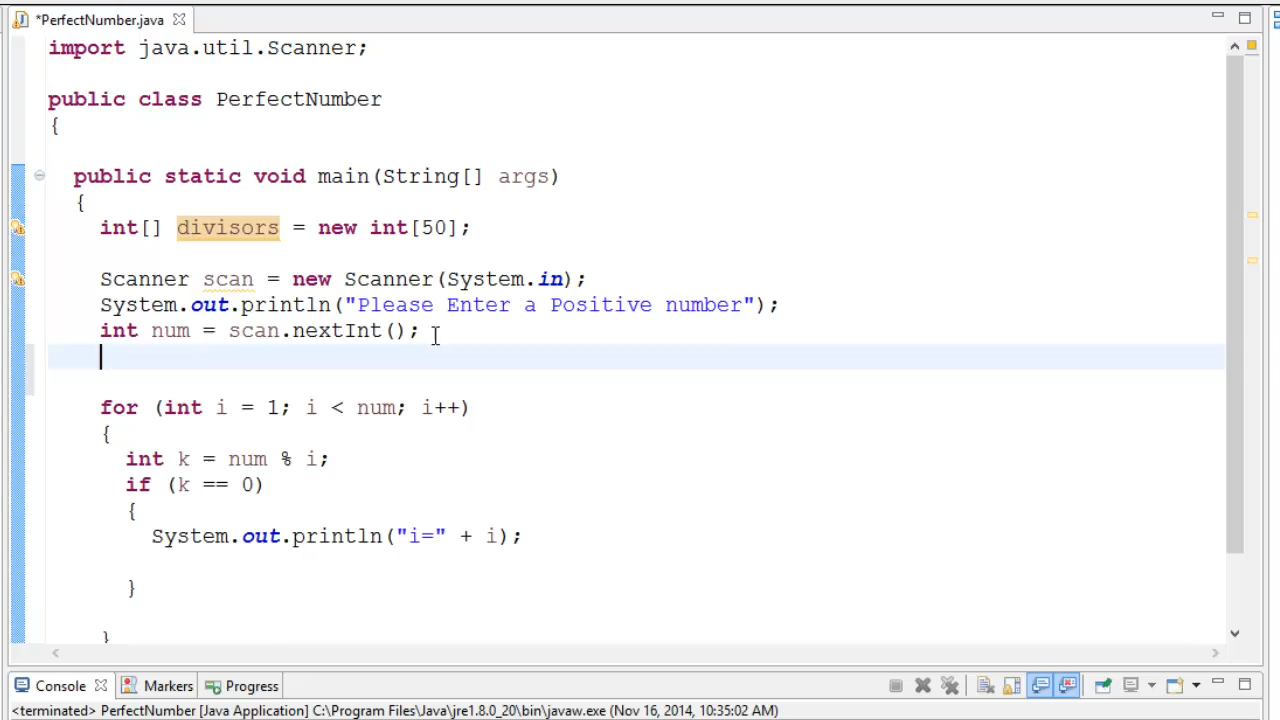 *PerfectNumber.java
import java.util.Scanner;
public class PerfectNumber
{
public static void main(String[] args)
{
int[] divisors = new int[50];
Scanner scan = new Scanner(System.in);
System.out.println("Please Enter a Positive number");
int num = scan.nextInt();
for (int i = 1; i < num; i++)
{
int k = num % i;
if (k == 0)
{
System.out.println("i=" + i);
}
}
Console Markers Progress
<terminated> PerfectNumber [Java Application] C:\Program Files\Java\jre1.8.0_20\bin\javaw.exe (Nov 16, 2014, 10:35:02 AM)